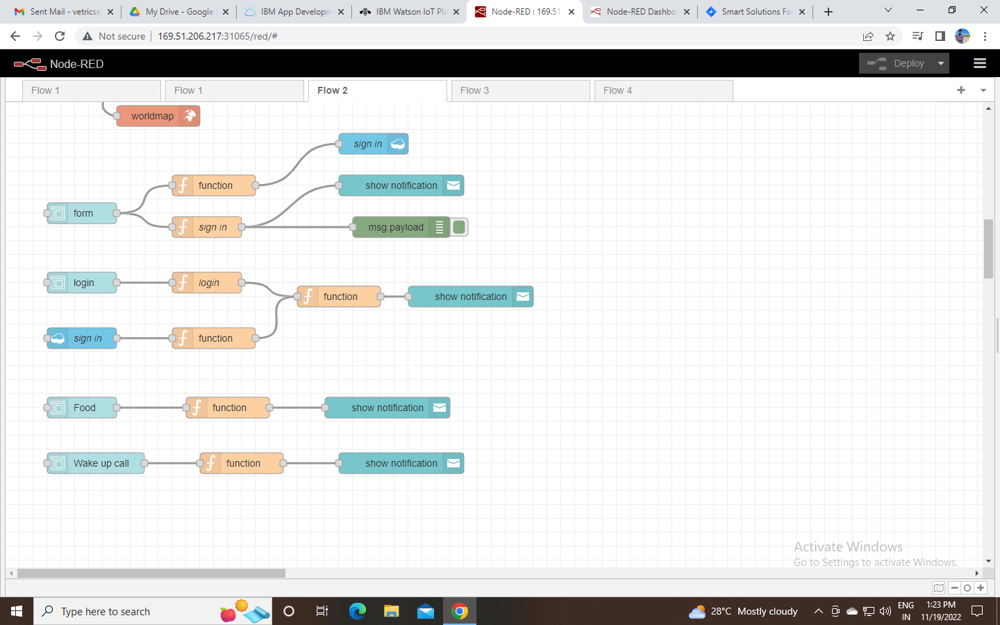 Sent Mail - vetricse
My Drive - Google
IBM App Developm
IBM Watson IoT Pla
Node-RED : 169.51
Node-RED Dashbo
Smart Solutions Fo
Not secure
169.51.206.217:31065/red/#
Node-RED
Deploy
Flow 1
Flow 1
Flow 2
Flow 3
Flow 4
worldmap
sign in
function
show notification
form
sign in
msg.payload
login
login
function
show notification
sign in
function
Food
function
show notification
Wake up call
function
show notification
Activate Windows
Go to Settings to activate Windows.
Type here to search
28°C Mostly cloudy
ENG
IN
1:23 PM
11/19/2022